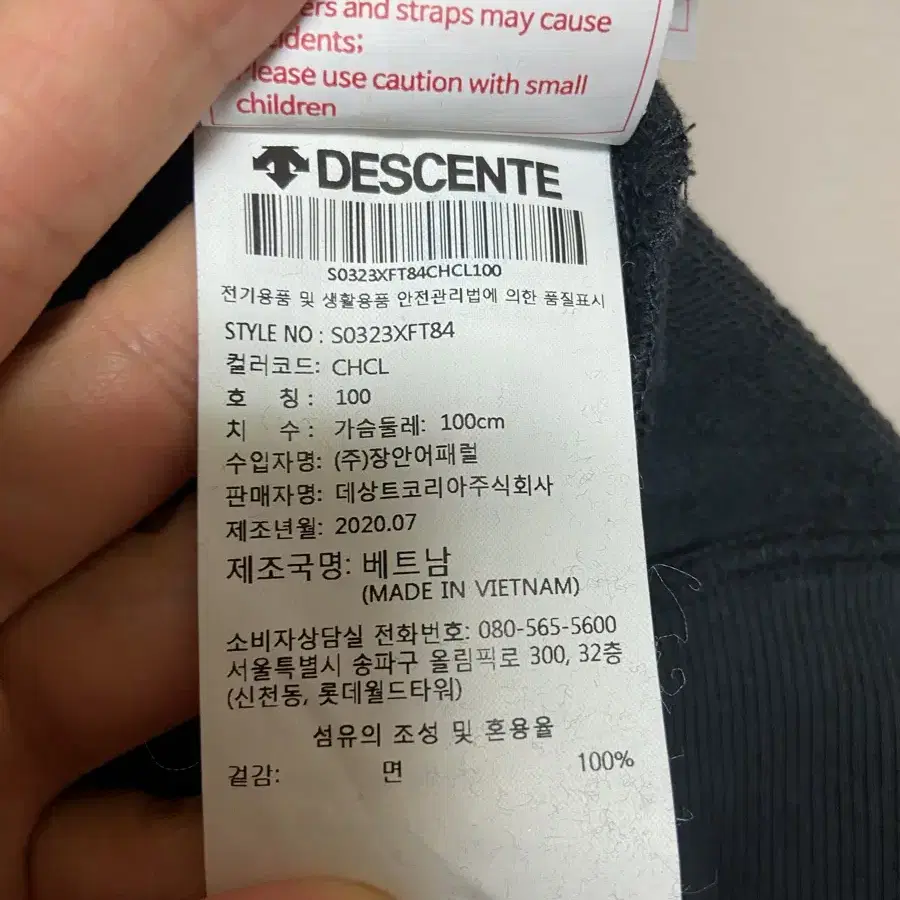 ers and straps may cause
dents;
Please use caution with small
children
DESCENTE
S0323XFT84CHCL100
전기용품 및 생활용품 안전관리법에 의한 품질표시
STYLE NO : S0323XFT84
컬러코드: CHCL
호 칭 : 100
치 수 : 가슴둘레: 100cm
수입자명: (주)장안어패럴
판매자명: 데상트코리아주식회사
제조년월: 2020.07
제조국명: 베트남
(MADE IN VIETNAM)
소비자상담실 전화번호: 080-565-5600
서울특별시 송파구 올림픽로 300, 32층
(신천동, 롯데월드타워)
섬유의 조성 및 혼용율
겉감: 면 100%